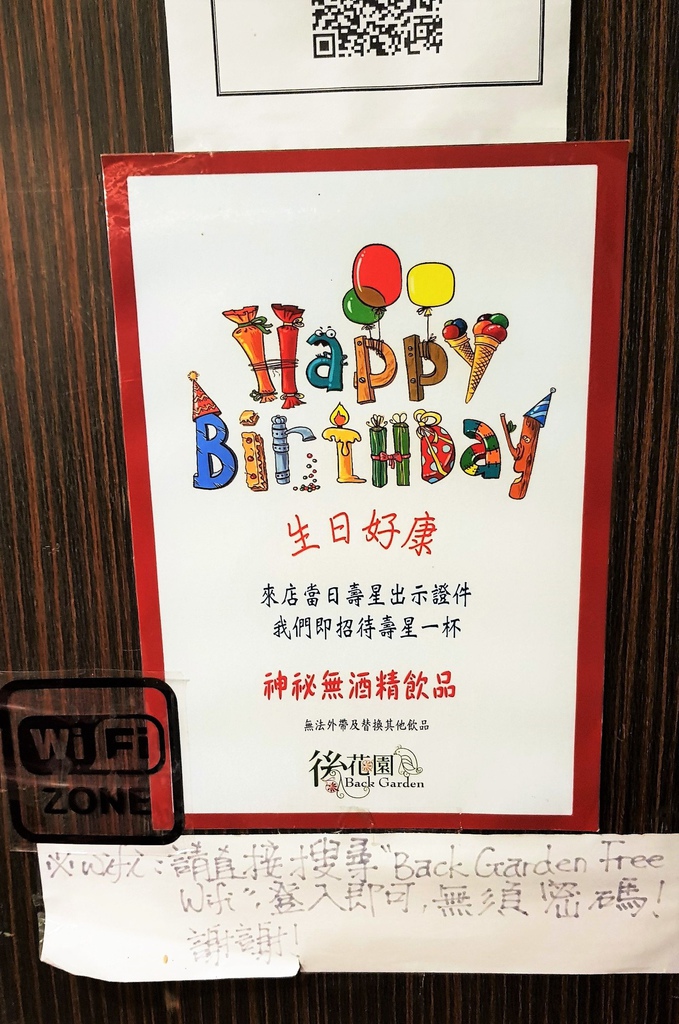 Happy
Birthday
生日好康
來店當日壽星出示證件
我們即招待壽星一杯
神祕無酒精飲品
無法外帶及替換其他飲品
後花園
Back Garden
Wi Fi
ZONE
※Wifi：請直接搜尋“Back Garden Free
Wifi”，登入即可，無須密碼！
謝謝！